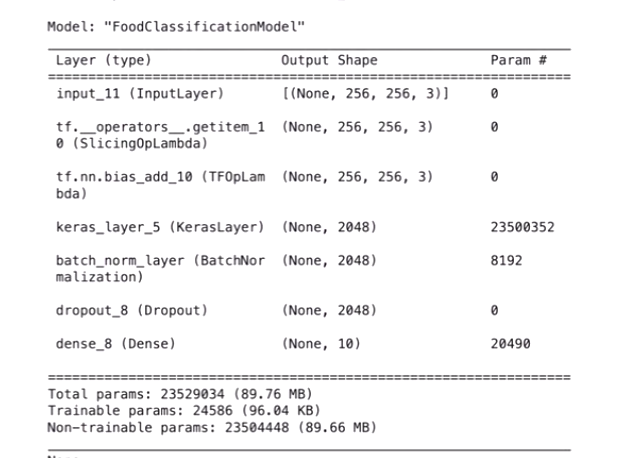 Model: "FoodClassificationModel"
Layer (type) Output Shape Param #
=================================================================
input_11 (InputLayer) [(None, 256, 256, 3)] 0
tf.__operators__.getitem_1 (None, 256, 256, 3) 0
0 (SlicingOpLambda)
tf.nn.bias_add_10 (TFOpLam (None, 256, 256, 3) 0
bda)
keras_layer_5 (KerasLayer) (None, 2048) 23500352
batch_norm_layer (BatchNor (None, 2048) 8192
malization)
dropout_8 (Dropout) (None, 2048) 0
dense_8 (Dense) (None, 10) 20490
=================================================================
Total params: 23529034 (89.76 MB)
Trainable params: 24586 (96.04 KB)
Non-trainable params: 23504448 (89.66 MB)